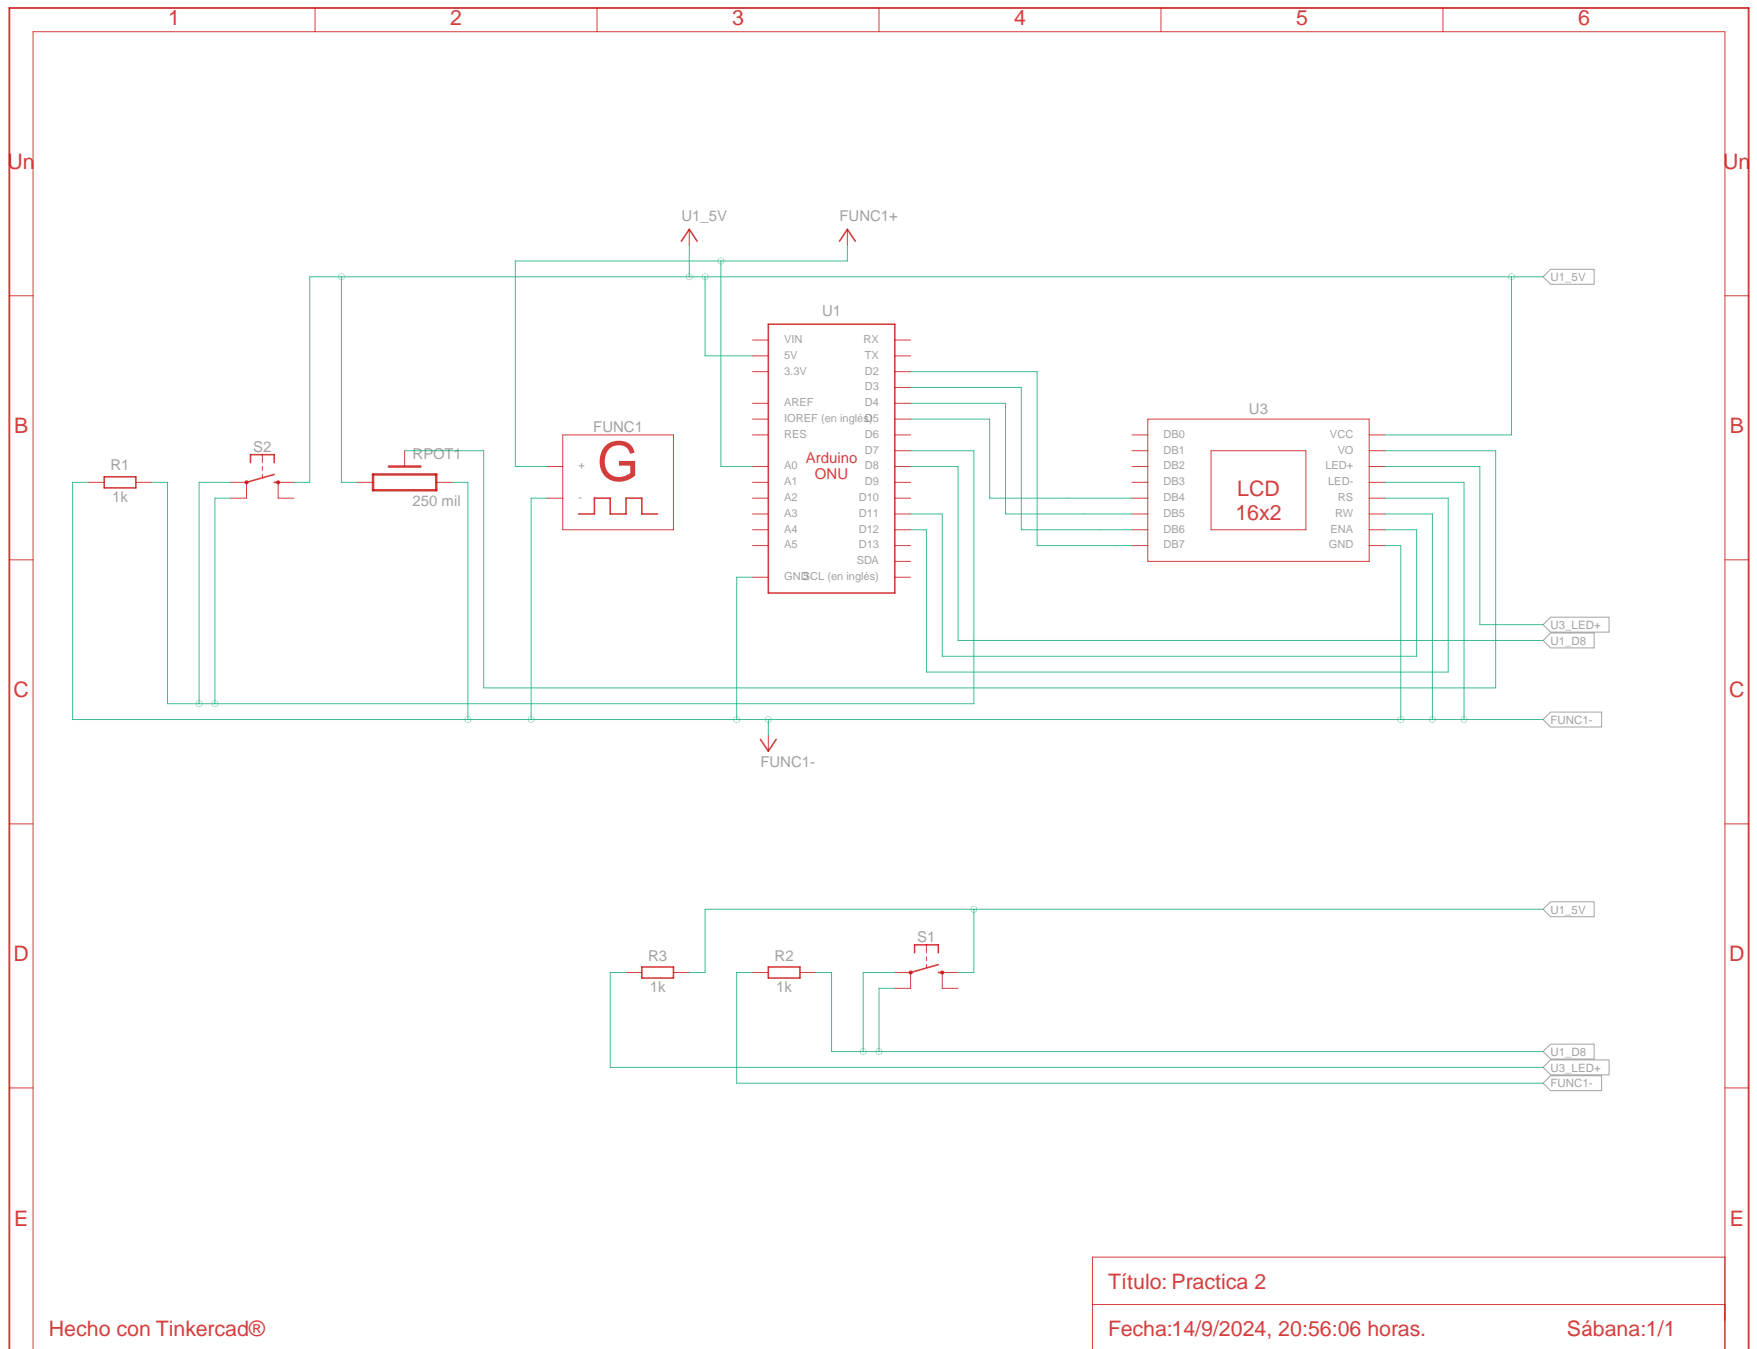 1 2 3 4 5 6
Un Un
U1_5V FUNC1+
U1_5V
U1
VIN RX
5V TX
3.3V D2
D3
AREF D4
IOREF (en inglés) D5
RES D6
D7
A0 D8
A1 D9
A2 D10
A3 D11
A4 D12
A5 D13
SDA
GND SCL (en inglés)
Arduino
ONU
B B
FUNC1
+
G
-
S2
R1
1k
RPOT1
250 mil
U3
DB0 VCC
DB1 VO
DB2 LED+
DB3 LED-
DB4 RS
DB5 RW
DB6 ENA
DB7 GND
LCD
16x2
U3_LED+
U1_D8
C C
FUNC1-
FUNC1-
U1_5V
D D
R3
1k
R2
1k
S1
U1_D8
U3_LED+
FUNC1-
E E
Título: Practica 2
Hecho con Tinkercad®
Fecha:14/9/2024, 20:56:06 horas. Sábana:1/1